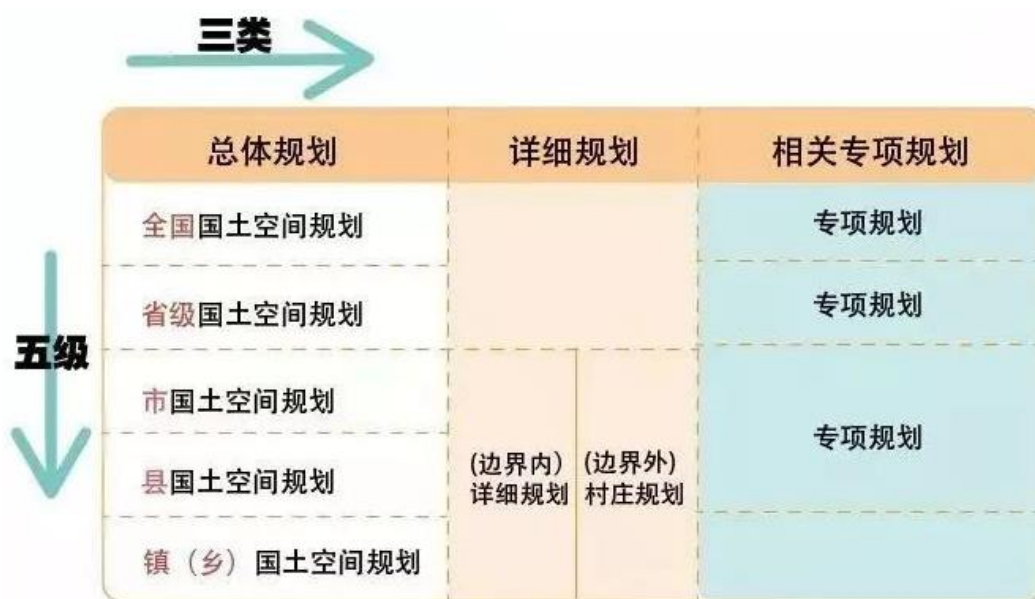 三类
五级
总体规划
详细规划
相关专项规划
全国国土空间规划
专项规划
省级国土空间规划
专项规划
市国土空间规划
县国土空间规划
镇（乡）国土空间规划
(边界内)
详细规划
(边界外)
村庄规划
专项规划